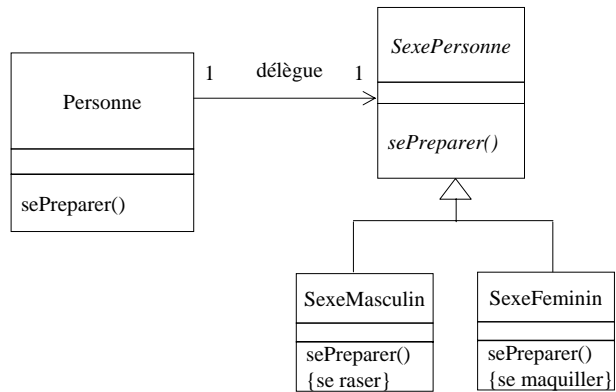 SexePersonne
1
délègue
1
Personne
sePreparer()
sePreparer()
SexeMasculin
SexeFeminin
sePreparer()
{se raser}
sePreparer()
{se maquiller}